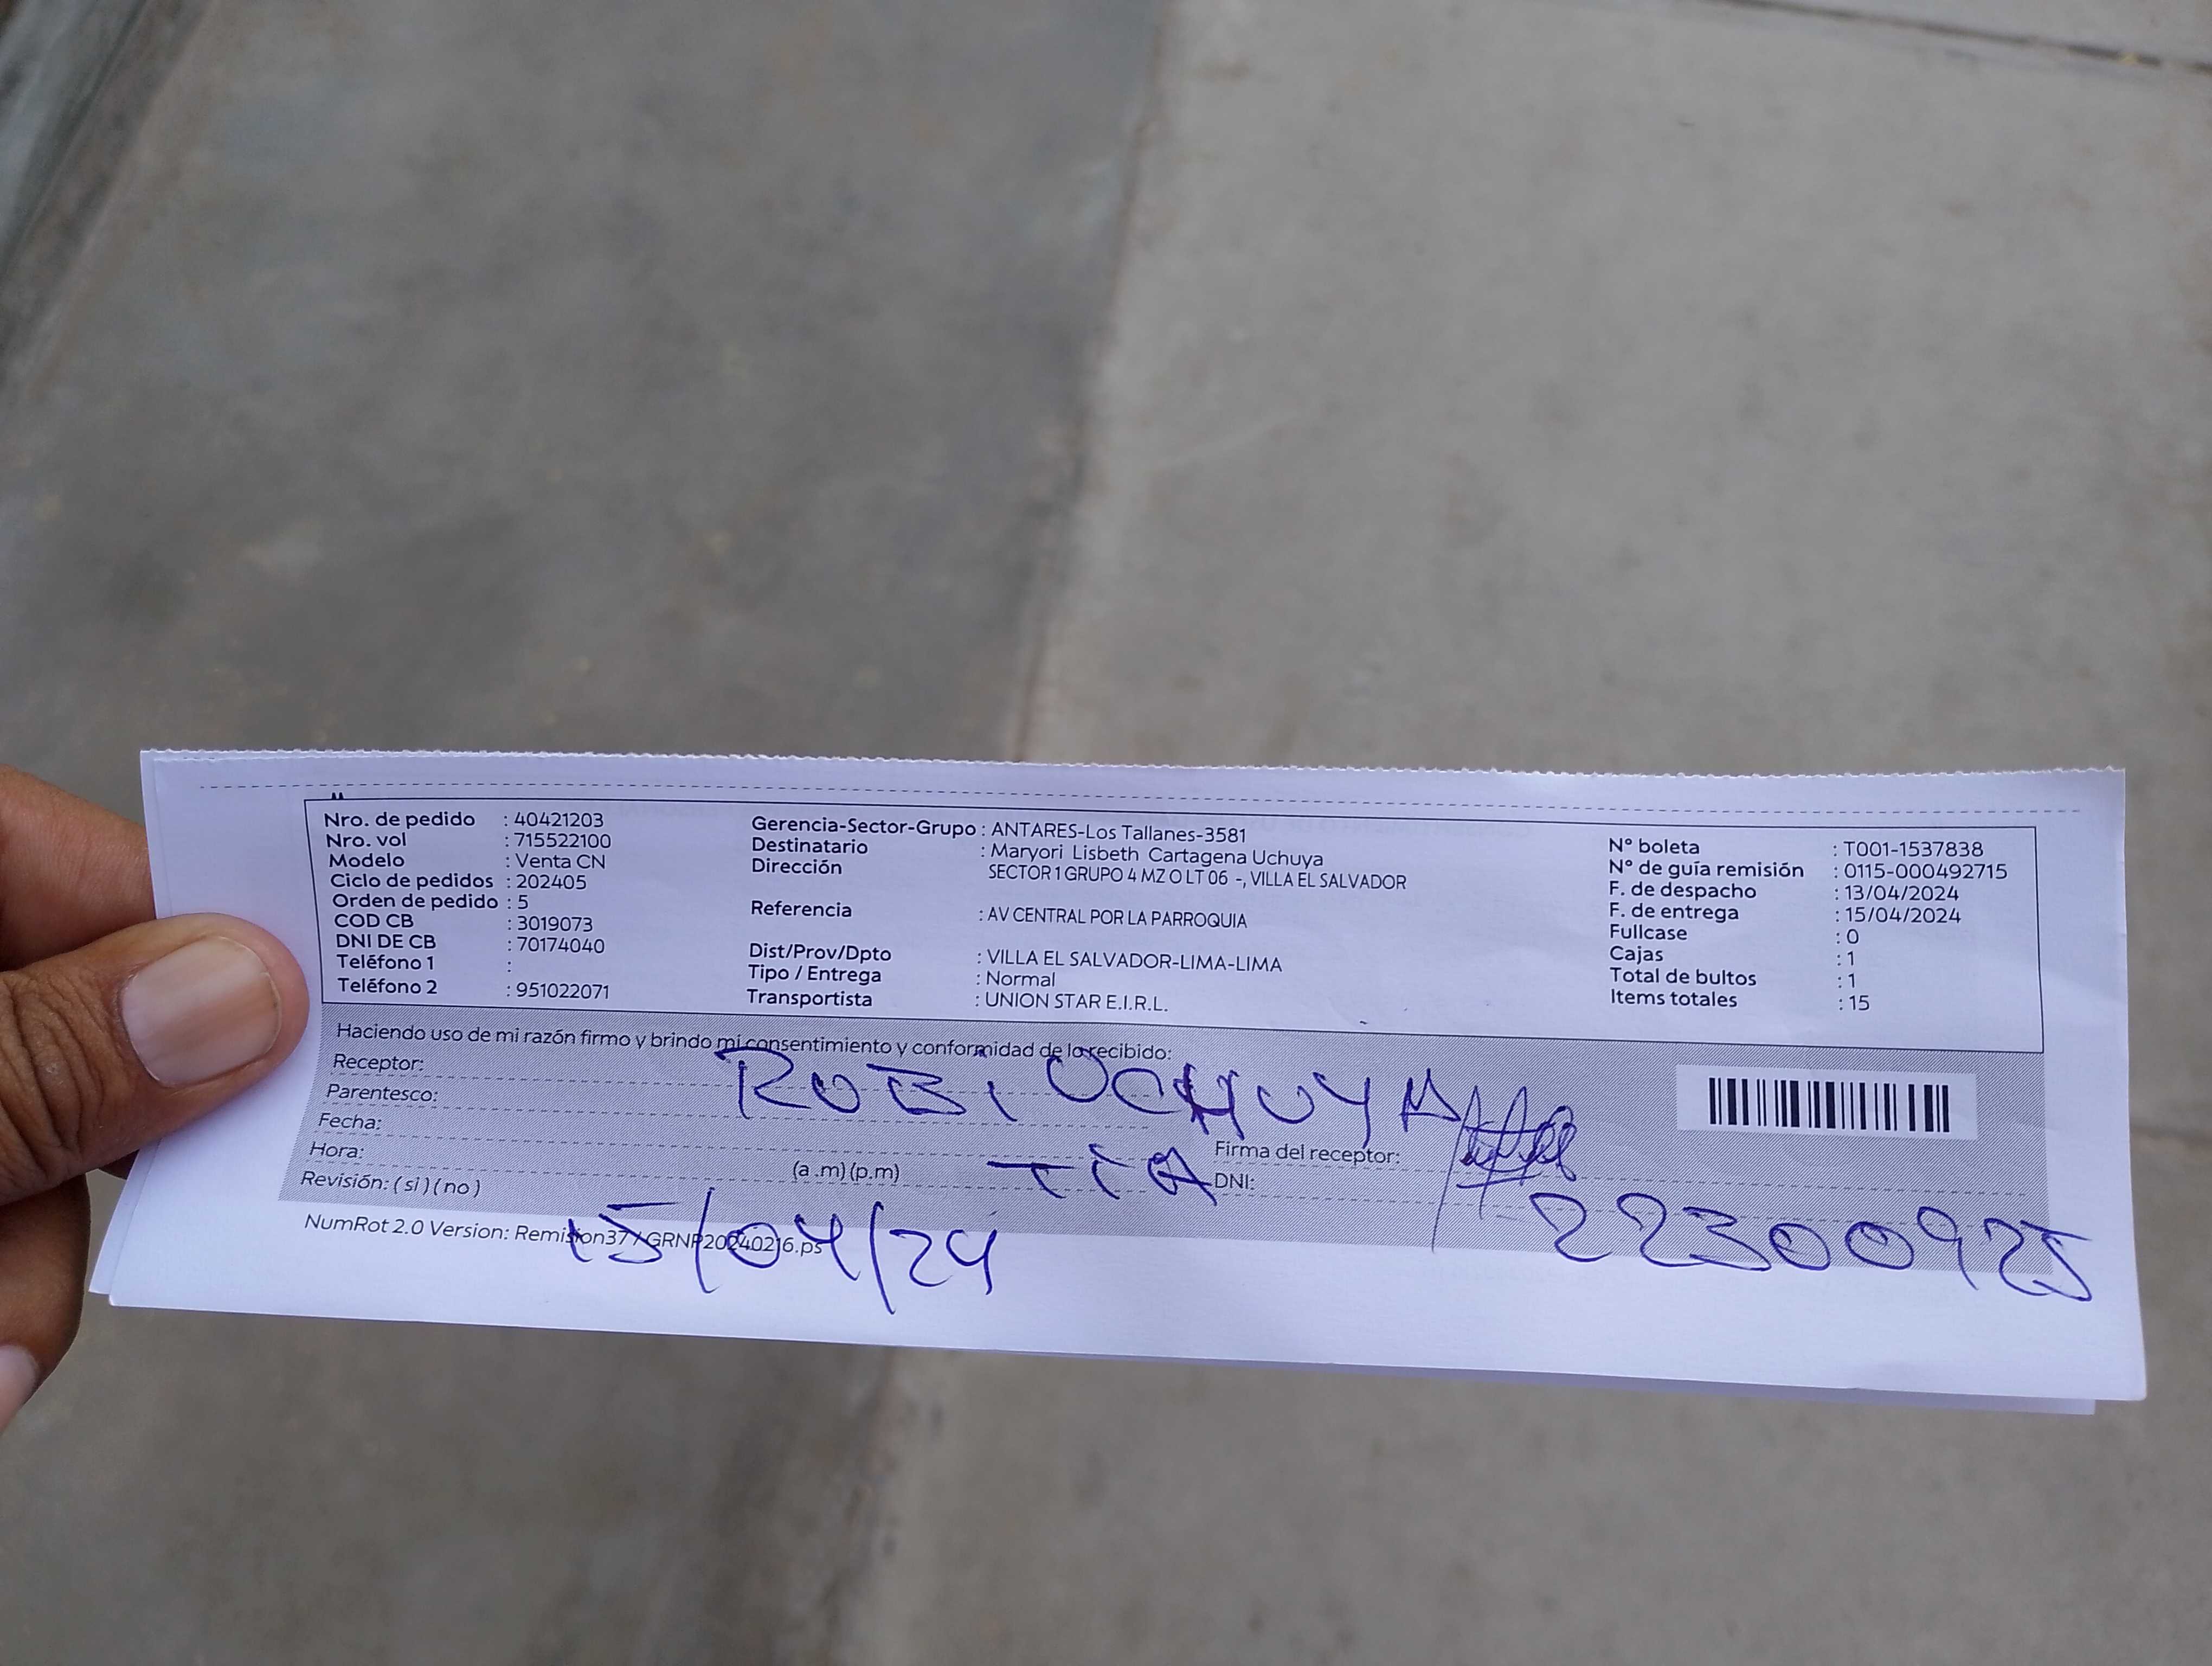 Nro. de pedido : 40421203
Nro. vol : 715522100
Modelo : Venta CN
Ciclo de pedidos : 202405
Orden de pedido : 5
COD CB : 3019073
DNI DE CB : 70174040
Teléfono 1 :
Teléfono 2 : 951022071
Gerencia-Sector-Grupo : ANTARES-Los Tallanes-3581
Destinatario : Maryori Lisbeth Cartagena Uchuya
Dirección SECTOR 1 GRUPO 4 MZ O LT 06 -, VILLA EL SALVADOR
Referencia : AV CENTRAL POR LA PARROQUIA
Dist/Prov/Dpto : VILLA EL SALVADOR-LIMA-LIMA
Tipo / Entrega : Normal
Transportista : UNION STAR E.I.R.L.
N° boleta : T001-1537838
N° de guía remisión : 0115-000492715
F. de despacho : 13/04/2024
F. de entrega : 15/04/2024
Fullcase : 0
Cajas : 1
Total de bultos : 1
Items totales : 15
Haciendo uso de mi razón firmo y brindo mi consentimiento y conformidad de lo recibido:
Receptor: ROBI OCHUYA
Parentesco: TIA
Fecha: 15/04/24
Hora: (a .m) (p.m)
Revisión: ( si ) ( no )
Firma del receptor:
DNI: 22300925
NumRot 2.0 Version: Remision37 / GRNP20240216.ps